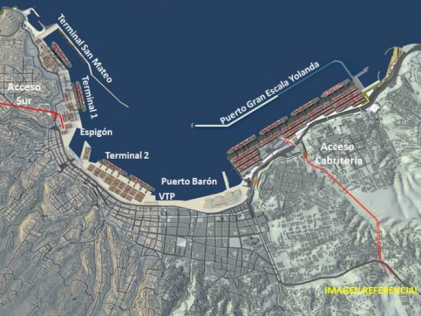 Terminal San Mateo
Acceso
Sur
Terminal 1
Espigón
Terminal 2
Puerto Gran Escala Yolanda
Puerto Barón
VTP
Acceso
Cabritería
IMAGEN REFERENCIAL